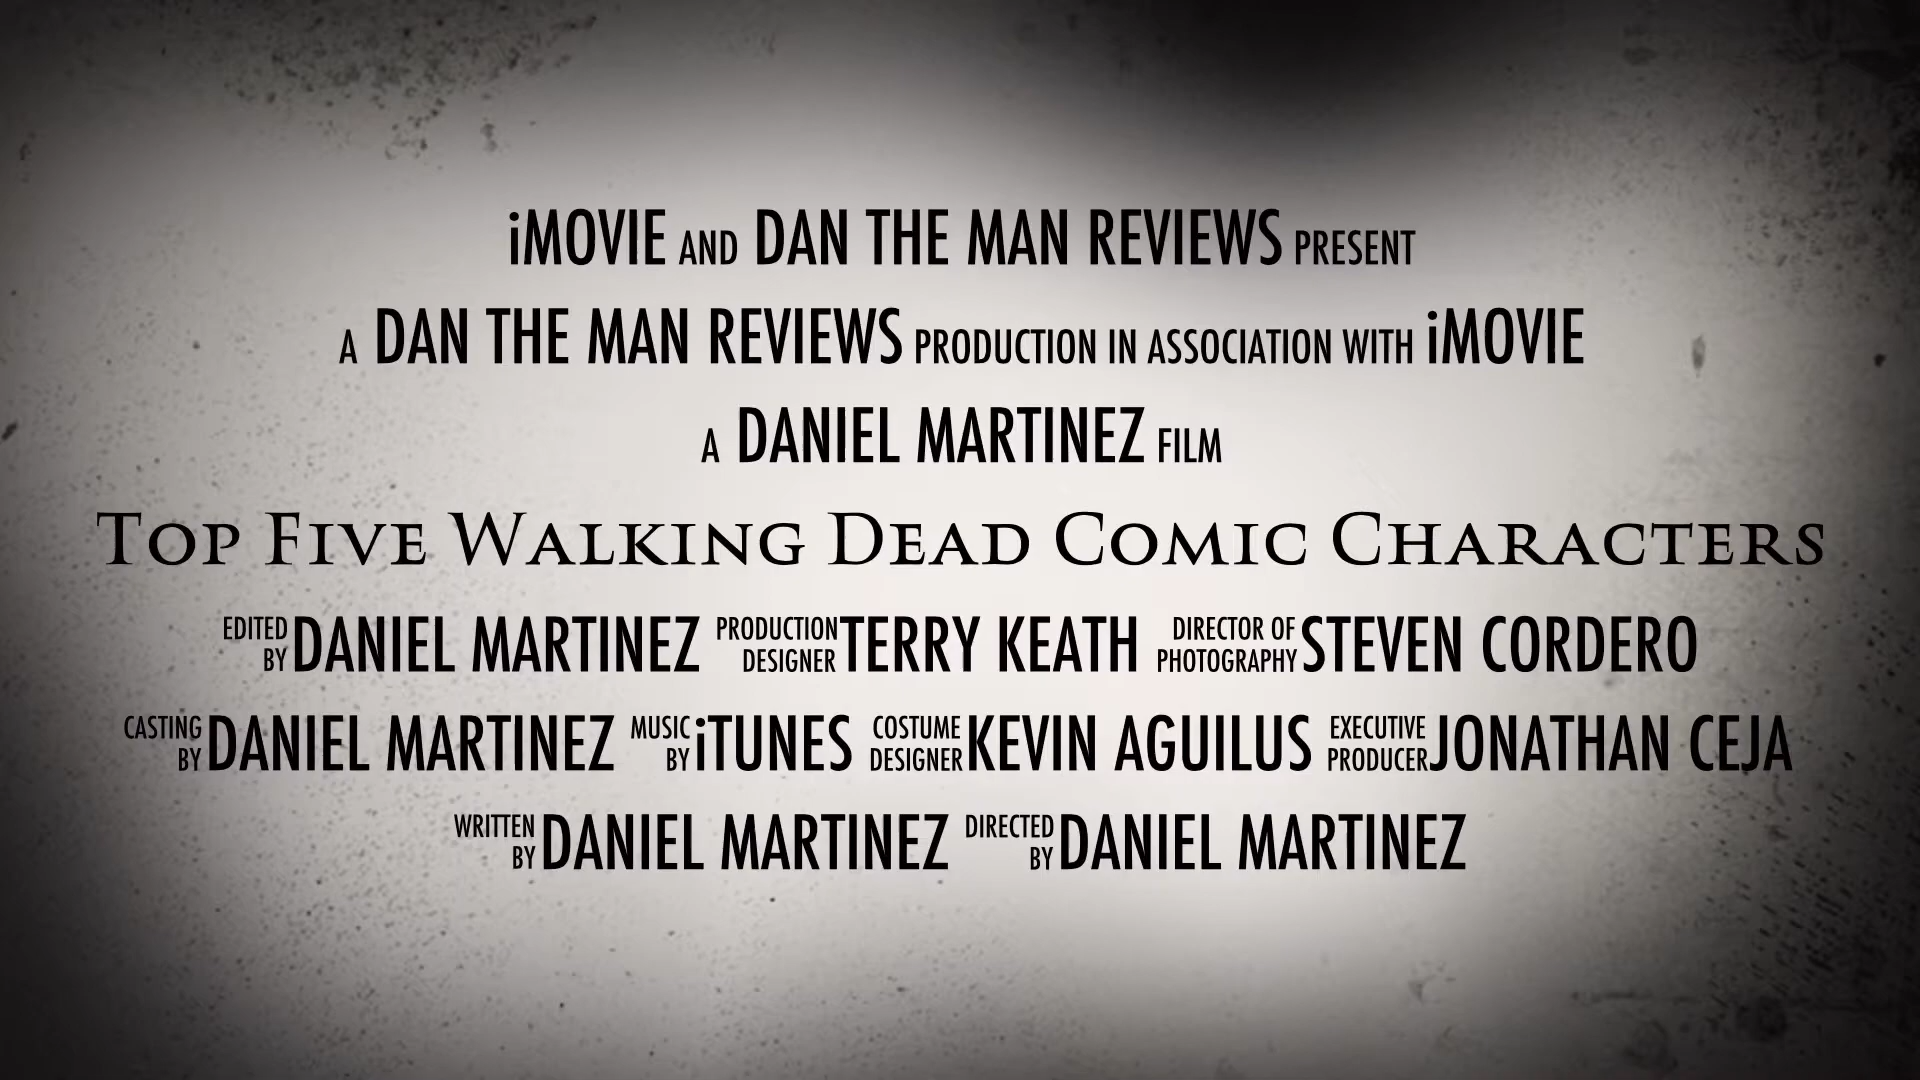 iMOVIE AND DAN THE MAN REVIEWS PRESENT
A DAN THE MAN REVIEWS PRODUCTION IN ASSOCIATION WITH iMOVIE
A DANIEL MARTINEZ FILM
TOP FIVE WALKING DEAD COMIC CHARACTERS
EDITED BY DANIEL MARTINEZ PRODUCTION DESIGNER TERRY KEATH DIRECTOR OF PHOTOGRAPHY STEVEN CORDERO
CASTING BY DANIEL MARTINEZ MUSIC BY iTUNES COSTUME DESIGNER KEVIN AGUILUS EXECUTIVE PRODUCER JONATHAN CEJA
WRITTEN BY DANIEL MARTINEZ DIRECTED BY DANIEL MARTINEZ